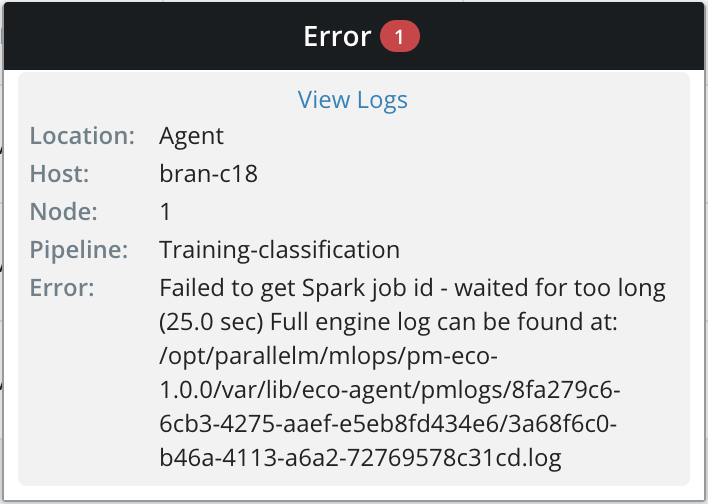 Error 1
View Logs
Location: Agent
Host: bran-c18
Node: 1
Pipeline: Training-classification
Error: Failed to get Spark job id - waited for too long
(25.0 sec) Full engine log can be found at:
/opt/parallelm/mlops/pm-eco-
1.0.0/var/lib/eco-agent/pmlogs/8fa279c6-
6cb3-4275-aaef-e5eb8fd434e6/3a68f6c0-
b46a-4113-a6a2-72769578c31cd.log